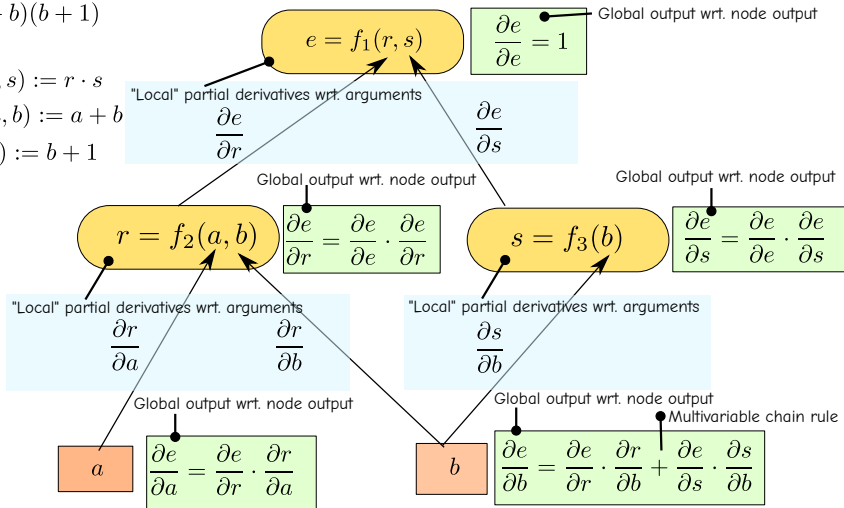 + b)(b + 1)
, s) := r · s
, b) := a + b
) := b + 1
e = f₁(r, s)
∂e/∂e = 1
Global output wrt. node output
"Local" partial derivatives wrt. arguments
∂e/∂r
∂e/∂s
Global output wrt. node output
r = f₂(a, b)
∂e/∂r = ∂e/∂e · ∂e/∂r
Global output wrt. node output
s = f₃(b)
∂e/∂s = ∂e/∂e · ∂e/∂s
"Local" partial derivatives wrt. arguments
∂r/∂a
∂r/∂b
"Local" partial derivatives wrt. arguments
∂s/∂b
Global output wrt. node output
a
∂e/∂a = ∂e/∂r · ∂r/∂a
Global output wrt. node output
Multivariable chain rule
b
∂e/∂b = ∂e/∂r · ∂r/∂b + ∂e/∂s · ∂s/∂b